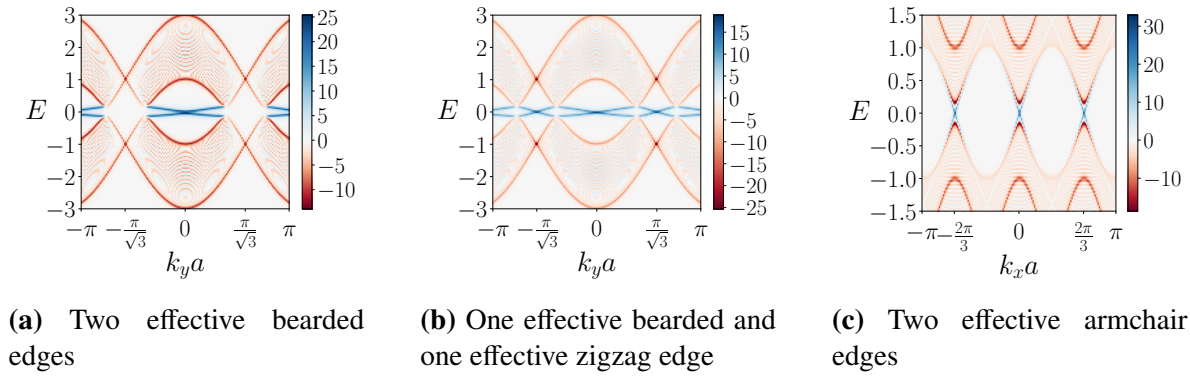 3
2
1
0
−1
−2
−3
E
−π
−π/√3
0
π/√3
π
k_y a
25
20
15
10
5
0
−5
−10
3
2
1
0
−1
−2
−3
E
−π
−π/√3
0
π/√3
π
k_y a
15
10
5
0
−5
−10
−15
−20
−25
1.5
1.0
0.5
0.0
−0.5
−1.0
−1.5
E
−π
−2π/3
0
2π/3
π
k_x a
30
20
10
0
−10
(a) Two effective bearded
edges
(b) One effective bearded and
one effective zigzag edge
(c) Two effective armchair
edges